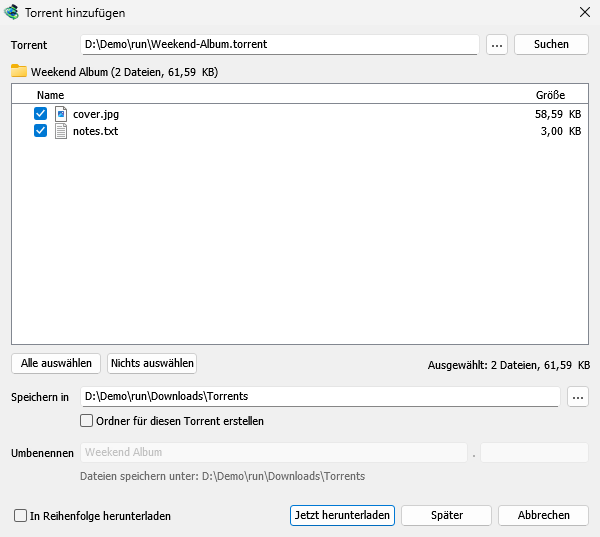 Torrent hinzufügen
Torrent D:\Demo\run\Weekend-Album.torrent ... Suchen
Weekend Album (2 Dateien, 61,59 KB)
Name Größe
cover.jpg 58,59 KB
notes.txt 3,00 KB
Alle auswählen Nichts auswählen Ausgewählt: 2 Dateien, 61,59 KB
Speichern in D:\Demo\run\Downloads\Torrents ...
Ordner für diesen Torrent erstellen
Umbenennen Weekend Album .
Dateien speichern unter: D:\Demo\run\Downloads\Torrents
In Reihenfolge herunterladen Jetzt herunterladen Später Abbrechen